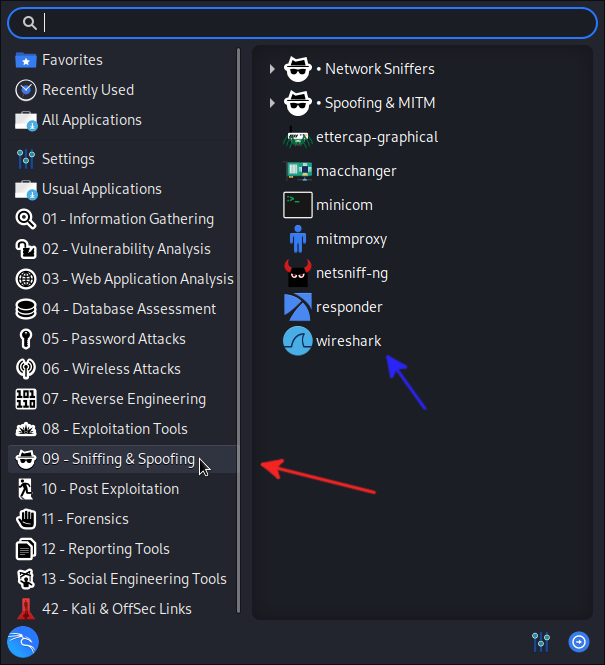 Favorites
Recently Used
All Applications
Settings
Usual Applications
01 - Information Gathering
02 - Vulnerability Analysis
03 - Web Application Analysis
04 - Database Assessment
05 - Password Attacks
06 - Wireless Attacks
07 - Reverse Engineering
08 - Exploitation Tools
09 - Sniffing & Spoofing
10 - Post Exploitation
11 - Forensics
12 - Reporting Tools
13 - Social Engineering Tools
42 - Kali & OffSec Links
• Network Sniffers
• Spoofing & MITM
ettercap-graphical
macchanger
minicom
mitmproxy
netsniff-ng
responder
wireshark